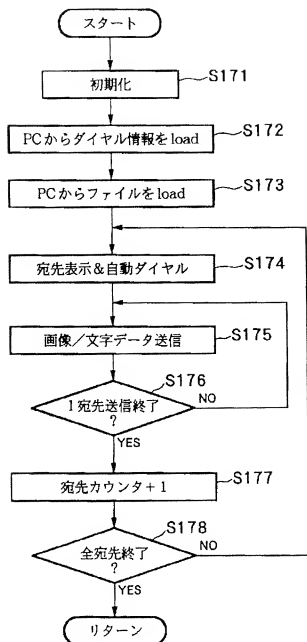 スタート
初期化
S171
PCからダイヤル情報をload
S172
PCからファイルをload
S173
宛先表示&自動ダイヤル
S174
画像/文字データ送信
S175
1宛先送信終了
?
S176
NO
YES
宛先カウンタ+1
S177
全宛先終了
?
S178
NO
YES
リターン